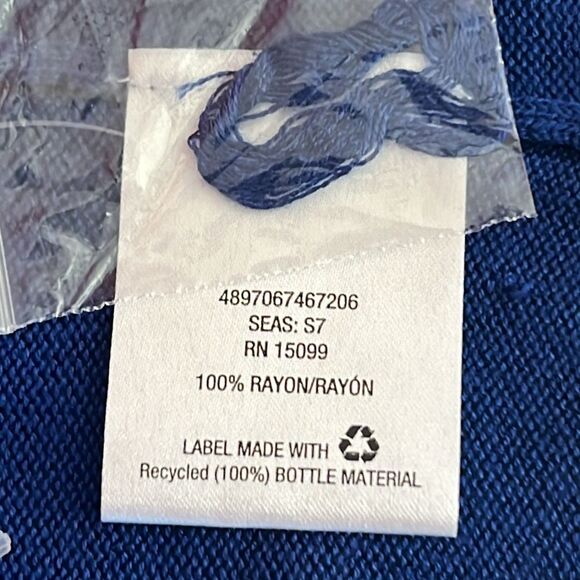 4897067467206
SEAS: S7
RN 15099
100% RAYON/RAYÓN
LABEL MADE WITH
Recycled (100%) BOTTLE MATERIAL